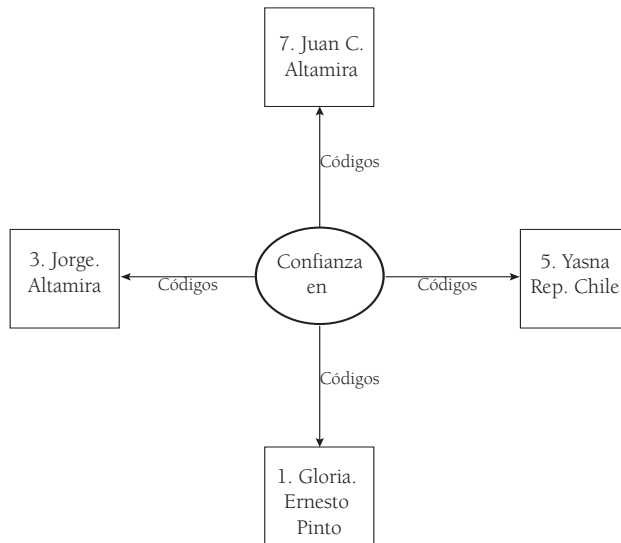 7. Juan C.
Altamira
Códigos
3. Jorge.
Altamira
Códigos
Confianza
en
Códigos
5. Yasna
Rep. Chile
Códigos
1. Gloria.
Ernesto
Pinto